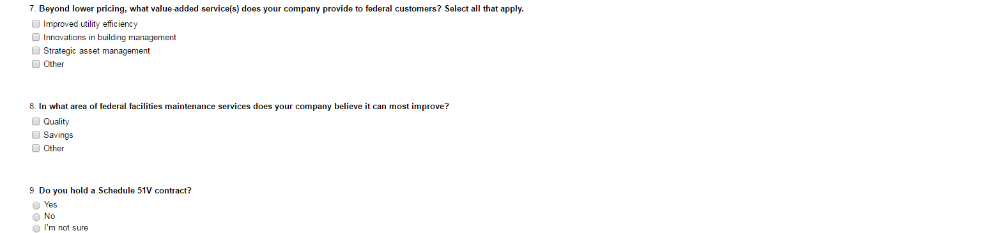 7. Beyond lower pricing, what value-added service(s) does your company provide to federal customers? Select all that apply.
Improved utility efficiency
Innovations in building management
Strategic asset management
Other
8. In what area of federal facilities maintenance services does your company believe it can most improve?
Quality
Savings
Other
9. Do you hold a Schedule 51V contract?
Yes
No
I'm not sure